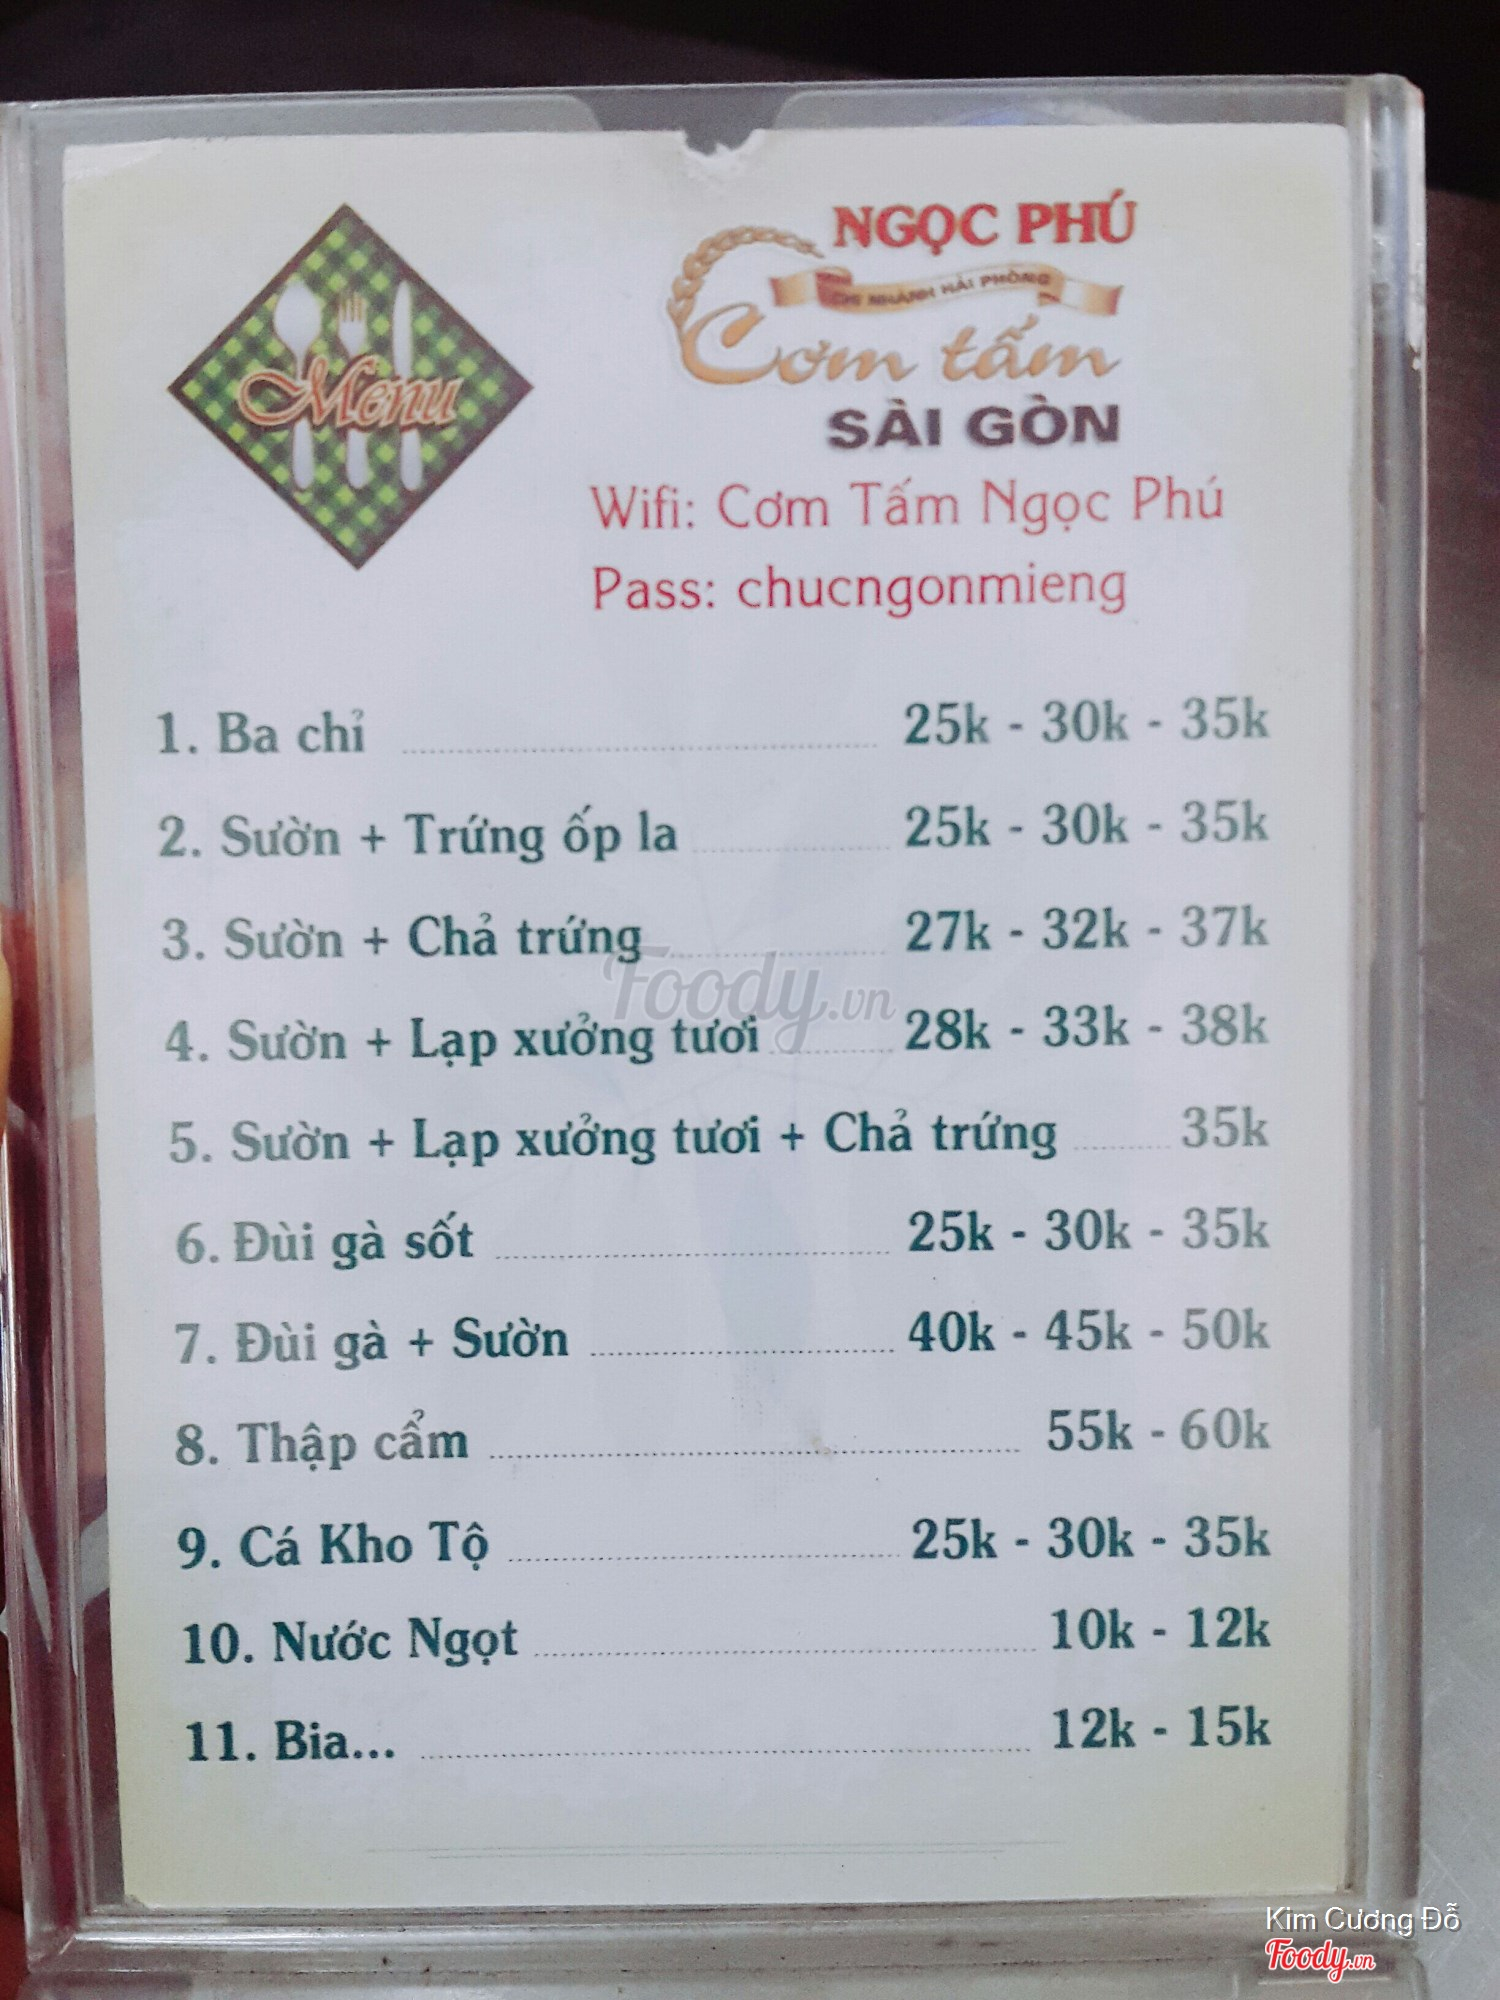 Menu
NGỌC PHÚ
CHI NHÁNH HẢI PHÒNG
Cơm tấm
SÀI GÒN
Wifi: Cơm Tấm Ngọc Phú
Pass: chucngonmieng
1. Ba chỉ 25k - 30k - 35k
2. Sườn + Trứng ốp la 25k - 30k - 35k
3. Sườn + Chả trứng 27k - 32k - 37k
4. Sườn + Lạp xưởng tươi 28k - 33k - 38k
5. Sườn + Lạp xưởng tươi + Chả trứng 35k
6. Đùi gà sốt 25k - 30k - 35k
7. Đùi gà + Sườn 40k - 45k - 50k
8. Thập cẩm 55k - 60k
9. Cá Kho Tộ 25k - 30k - 35k
10. Nước Ngọt 10k - 12k
11. Bia... 12k - 15k
Foody.vn
Kim Cương Đỗ
Foody.vn